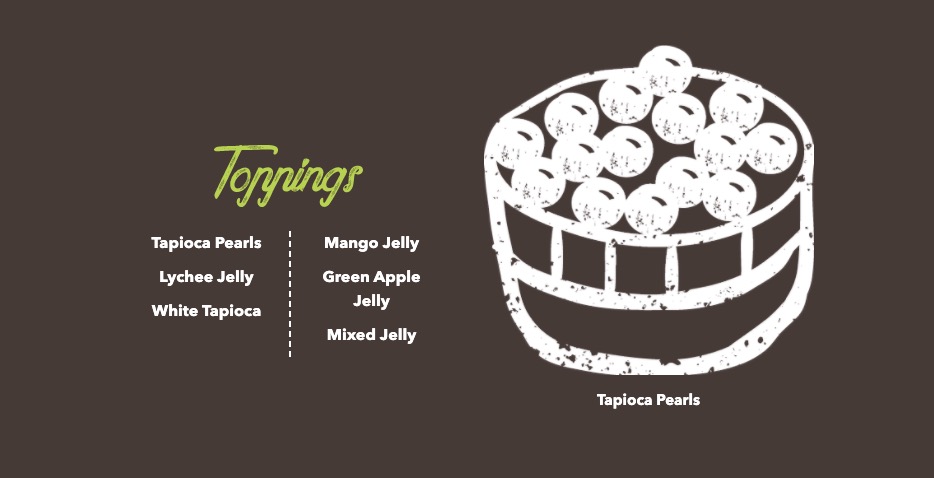 Toppings
Tapioca Pearls
Lychee Jelly
White Tapioca
Mango Jelly
Green Apple
Jelly
Mixed Jelly
Tapioca Pearls